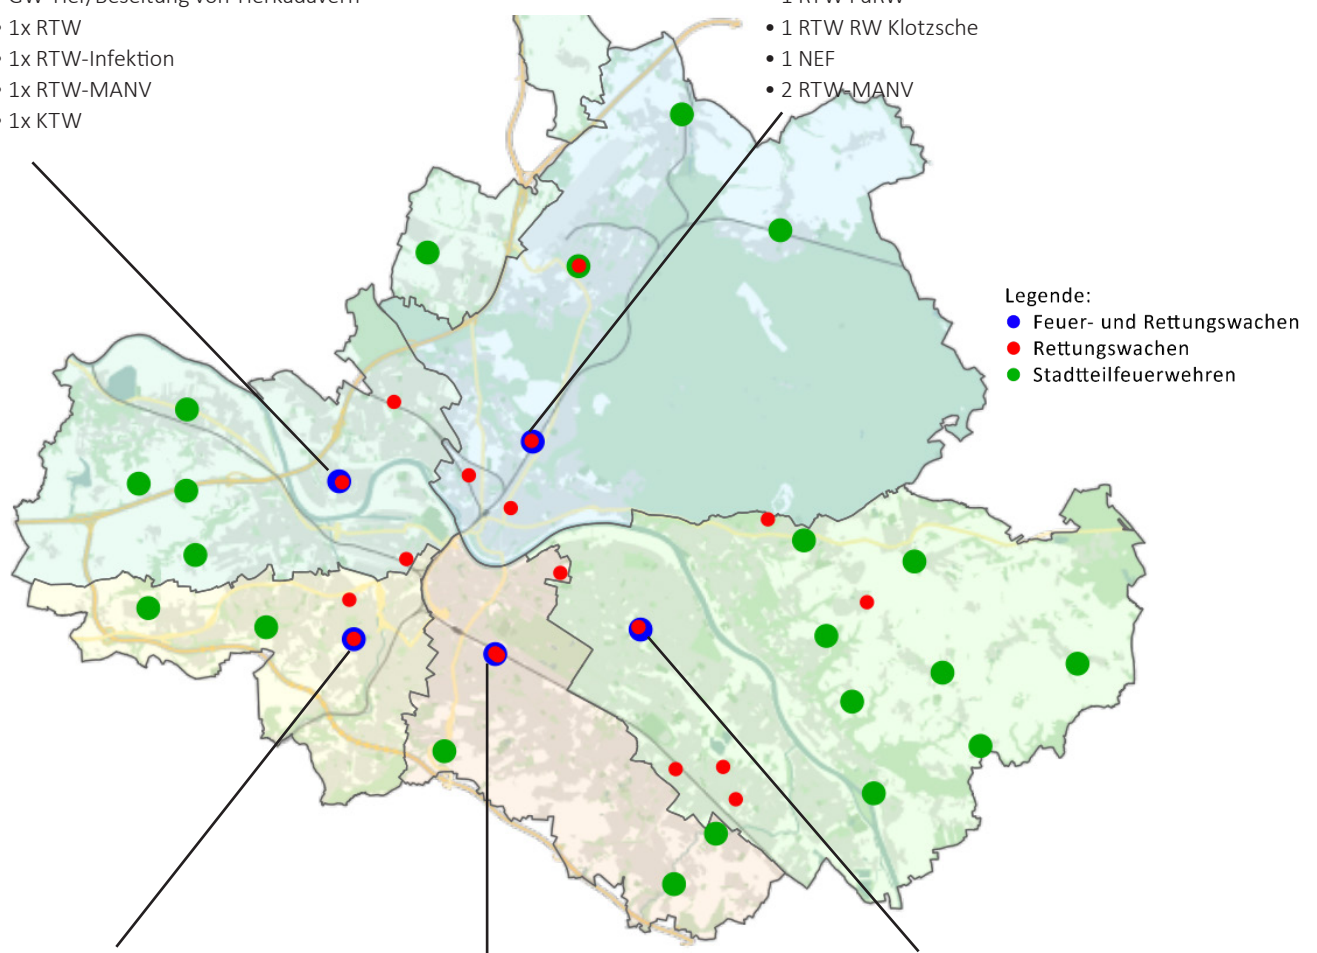 • 1x RTW
• 1x RTW-Infektion
• 1x RTW-MANV
• 1x KTW
• 1 RTW RW Klotzsche
• 1 NEF
• 2 RTW-MANV
Legende:
Feuer- und Rettungswachen
Rettungswachen
Stadtteilfeuerwehren